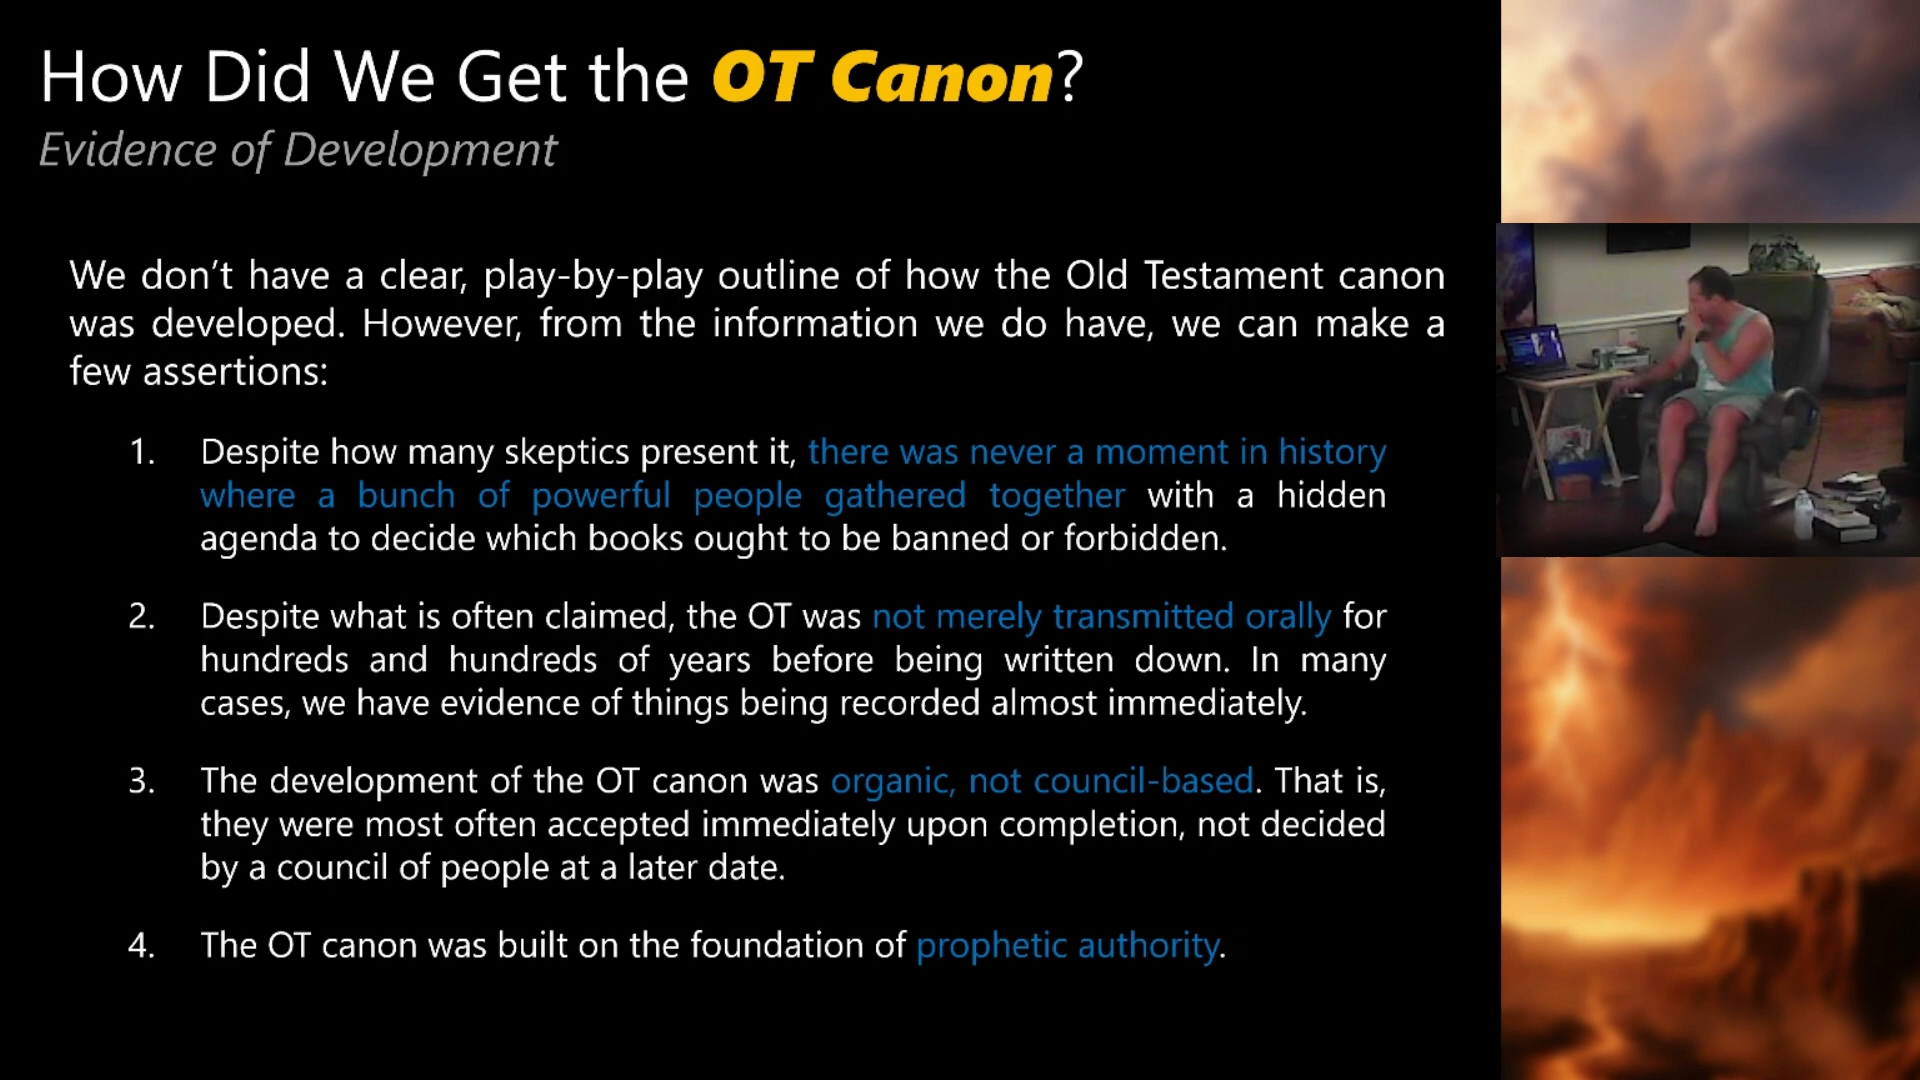 How Did We Get the OT Canon?
Evidence of Development
We don’t have a clear, play-by-play outline of how the Old Testament canon
was developed. However, from the information we do have, we can make a
few assertions:
1. Despite how many skeptics present it, there was never a moment in history
where a bunch of powerful people gathered together with a hidden
agenda to decide which books ought to be banned or forbidden.
2. Despite what is often claimed, the OT was not merely transmitted orally for
hundreds and hundreds of years before being written down. In many
cases, we have evidence of things being recorded almost immediately.
3. The development of the OT canon was organic, not council-based. That is,
they were most often accepted immediately upon completion, not decided
by a council of people at a later date.
4. The OT canon was built on the foundation of prophetic authority.